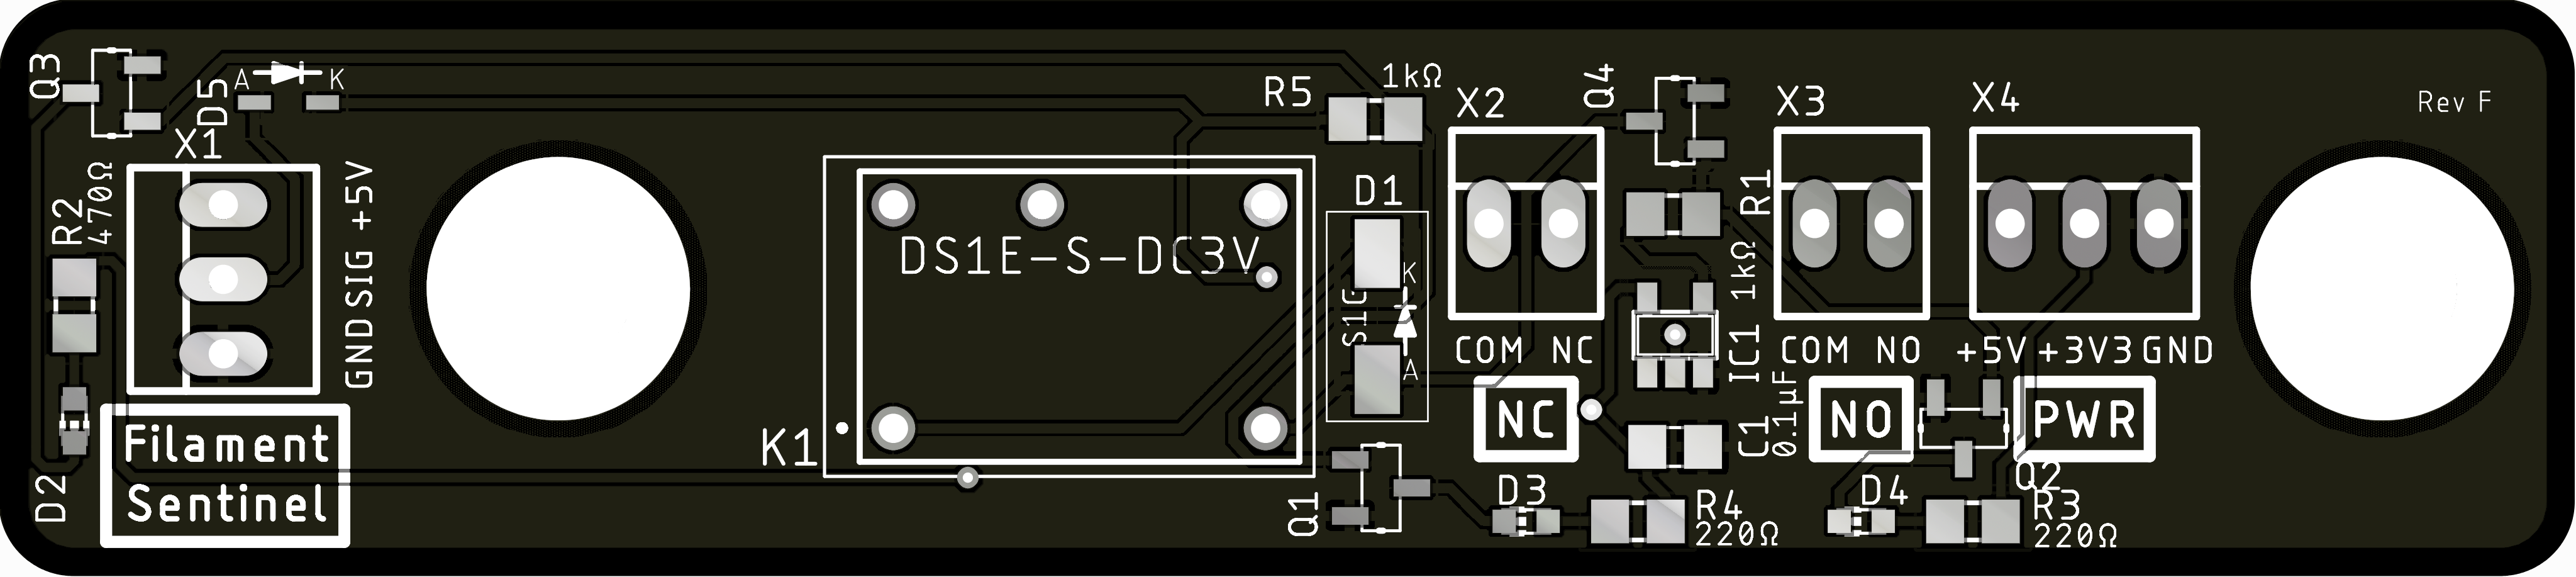 Q3
D5
A
K
X1
R2
470Ω
GND SIG +5V
D2
Filament
Sentinel
K1
DS1E-S-DC3V
R5
1kΩ
D1
K
S1G
A
Q1
X2
COM NC
NC
D3
R4
220Ω
Q4
R1
1kΩ
IC1
C1
0.1µF
X3
COM NO
NO
D4
X4
+5V +3V3 GND
PWR
Q2
R3
220Ω
Rev F